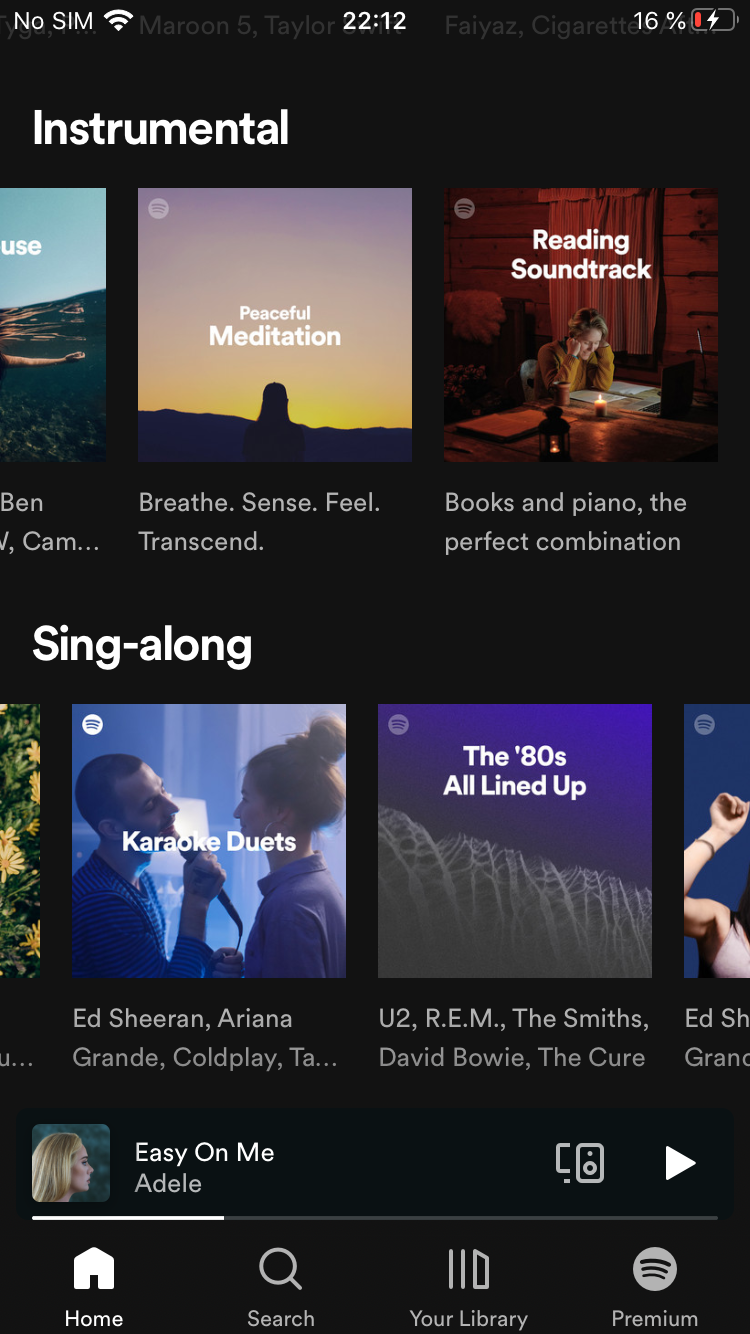 No SIM 22:12 16 %
Maroon 5, Taylor Swift Faiyaz, Cigarettes
Instrumental
use
Peaceful
Meditation
Reading
Soundtrack
Ben
Cam…
Breathe. Sense. Feel.
Transcend.
Books and piano, the
perfect combination
Sing-along
Karaoke Duets
The '80s
All Lined Up
u…
Ed Sheeran, Ariana
Grande, Coldplay, Ta…
U2, R.E.M., The Smiths,
David Bowie, The Cure
Ed Sh
Grand
Easy On Me
Adele
Home Search Your Library Premium